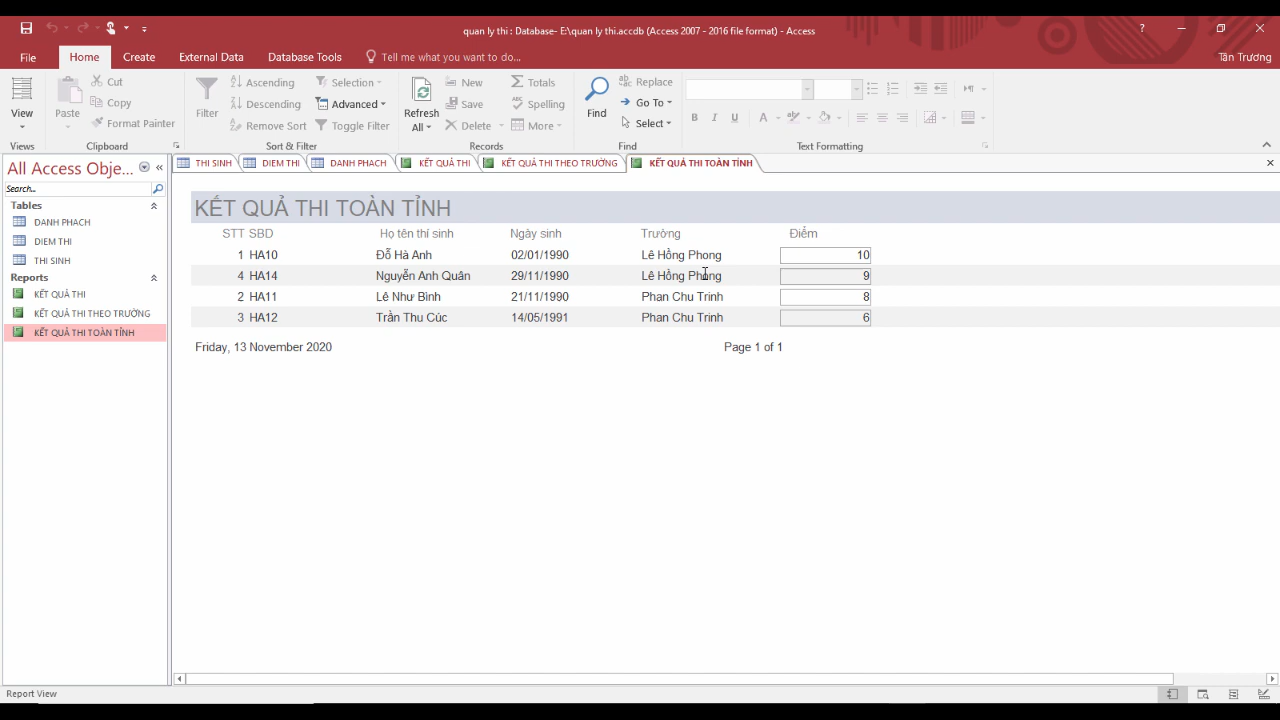 quan ly thi : Database- E:\quan ly thi.accdb (Access 2007 - 2016 file format) - Access
File Home Create External Data Database Tools Tell me what you want to do... Tấn Trương
View
Views
Paste
Cut
Copy
Format Painter
Clipboard
Filter
Ascending
Descending
Remove Sort
Selection
Advanced
Toggle Filter
Sort & Filter
Refresh All
New
Save
Delete
Totals
Spelling
More
Records
Find
Replace
Go To
Select
Find
B I U A
Text Formatting
All Access Obje...
Search...
Tables
DANH PHACH
DIEM THI
THI SINH
Reports
KẾT QUẢ THI
KẾT QUẢ THI THEO TRƯỜNG
KẾT QUẢ THI TOÀN TỈNH
THI SINH DIEM THI DANH PHACH KẾT QUẢ THI KẾT QUẢ THI THEO TRƯỜNG KẾT QUẢ THI TOÀN TỈNH
KẾT QUẢ THI TOÀN TỈNH
STT SBD Họ tên thí sinh Ngày sinh Trường Điểm
1 HA10 Đỗ Hà Anh 02/01/1990 Lê Hồng Phong 10
4 HA14 Nguyễn Anh Quân 29/11/1990 Lê Hồng Phong 9
2 HA11 Lê Như Bình 21/11/1990 Phan Chu Trinh 8
3 HA12 Trần Thu Cúc 14/05/1991 Phan Chu Trinh 6
Friday, 13 November 2020 Page 1 of 1
Report View